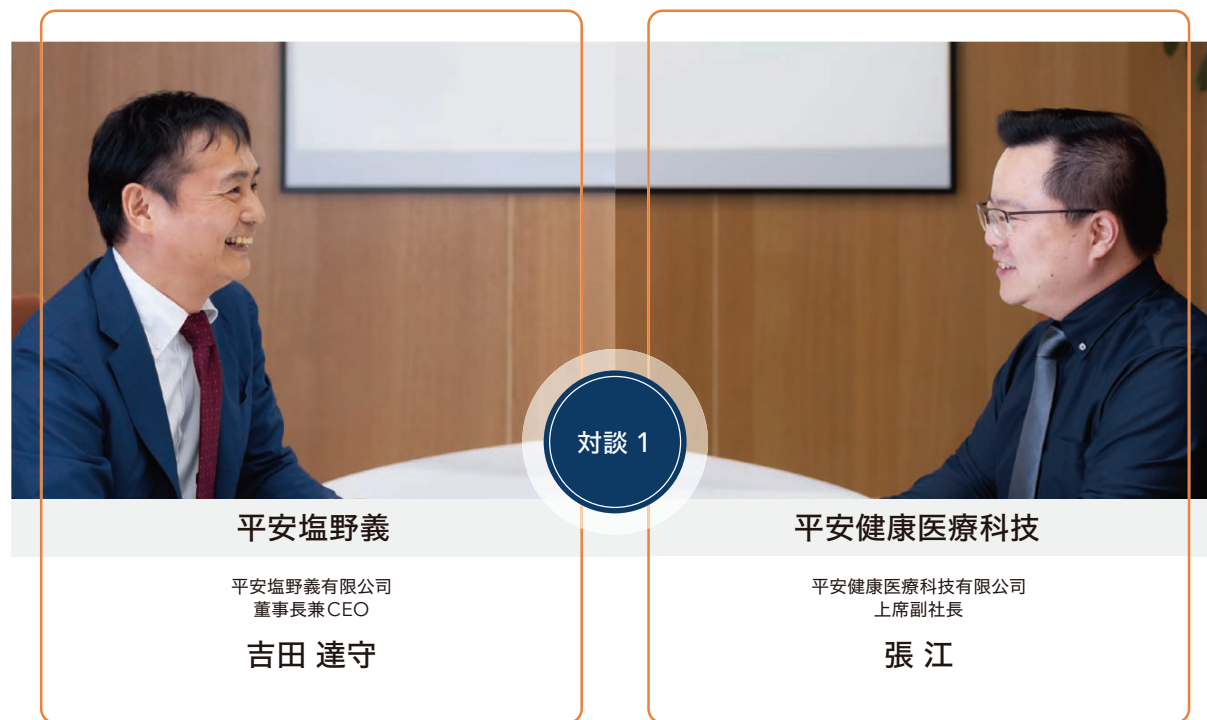 対談 1
平安塩野義
平安塩野義有限公司
董事長兼CEO
吉田 達守
平安健康医療科技
平安健康医療科技有限公司
上席副社長
張 江